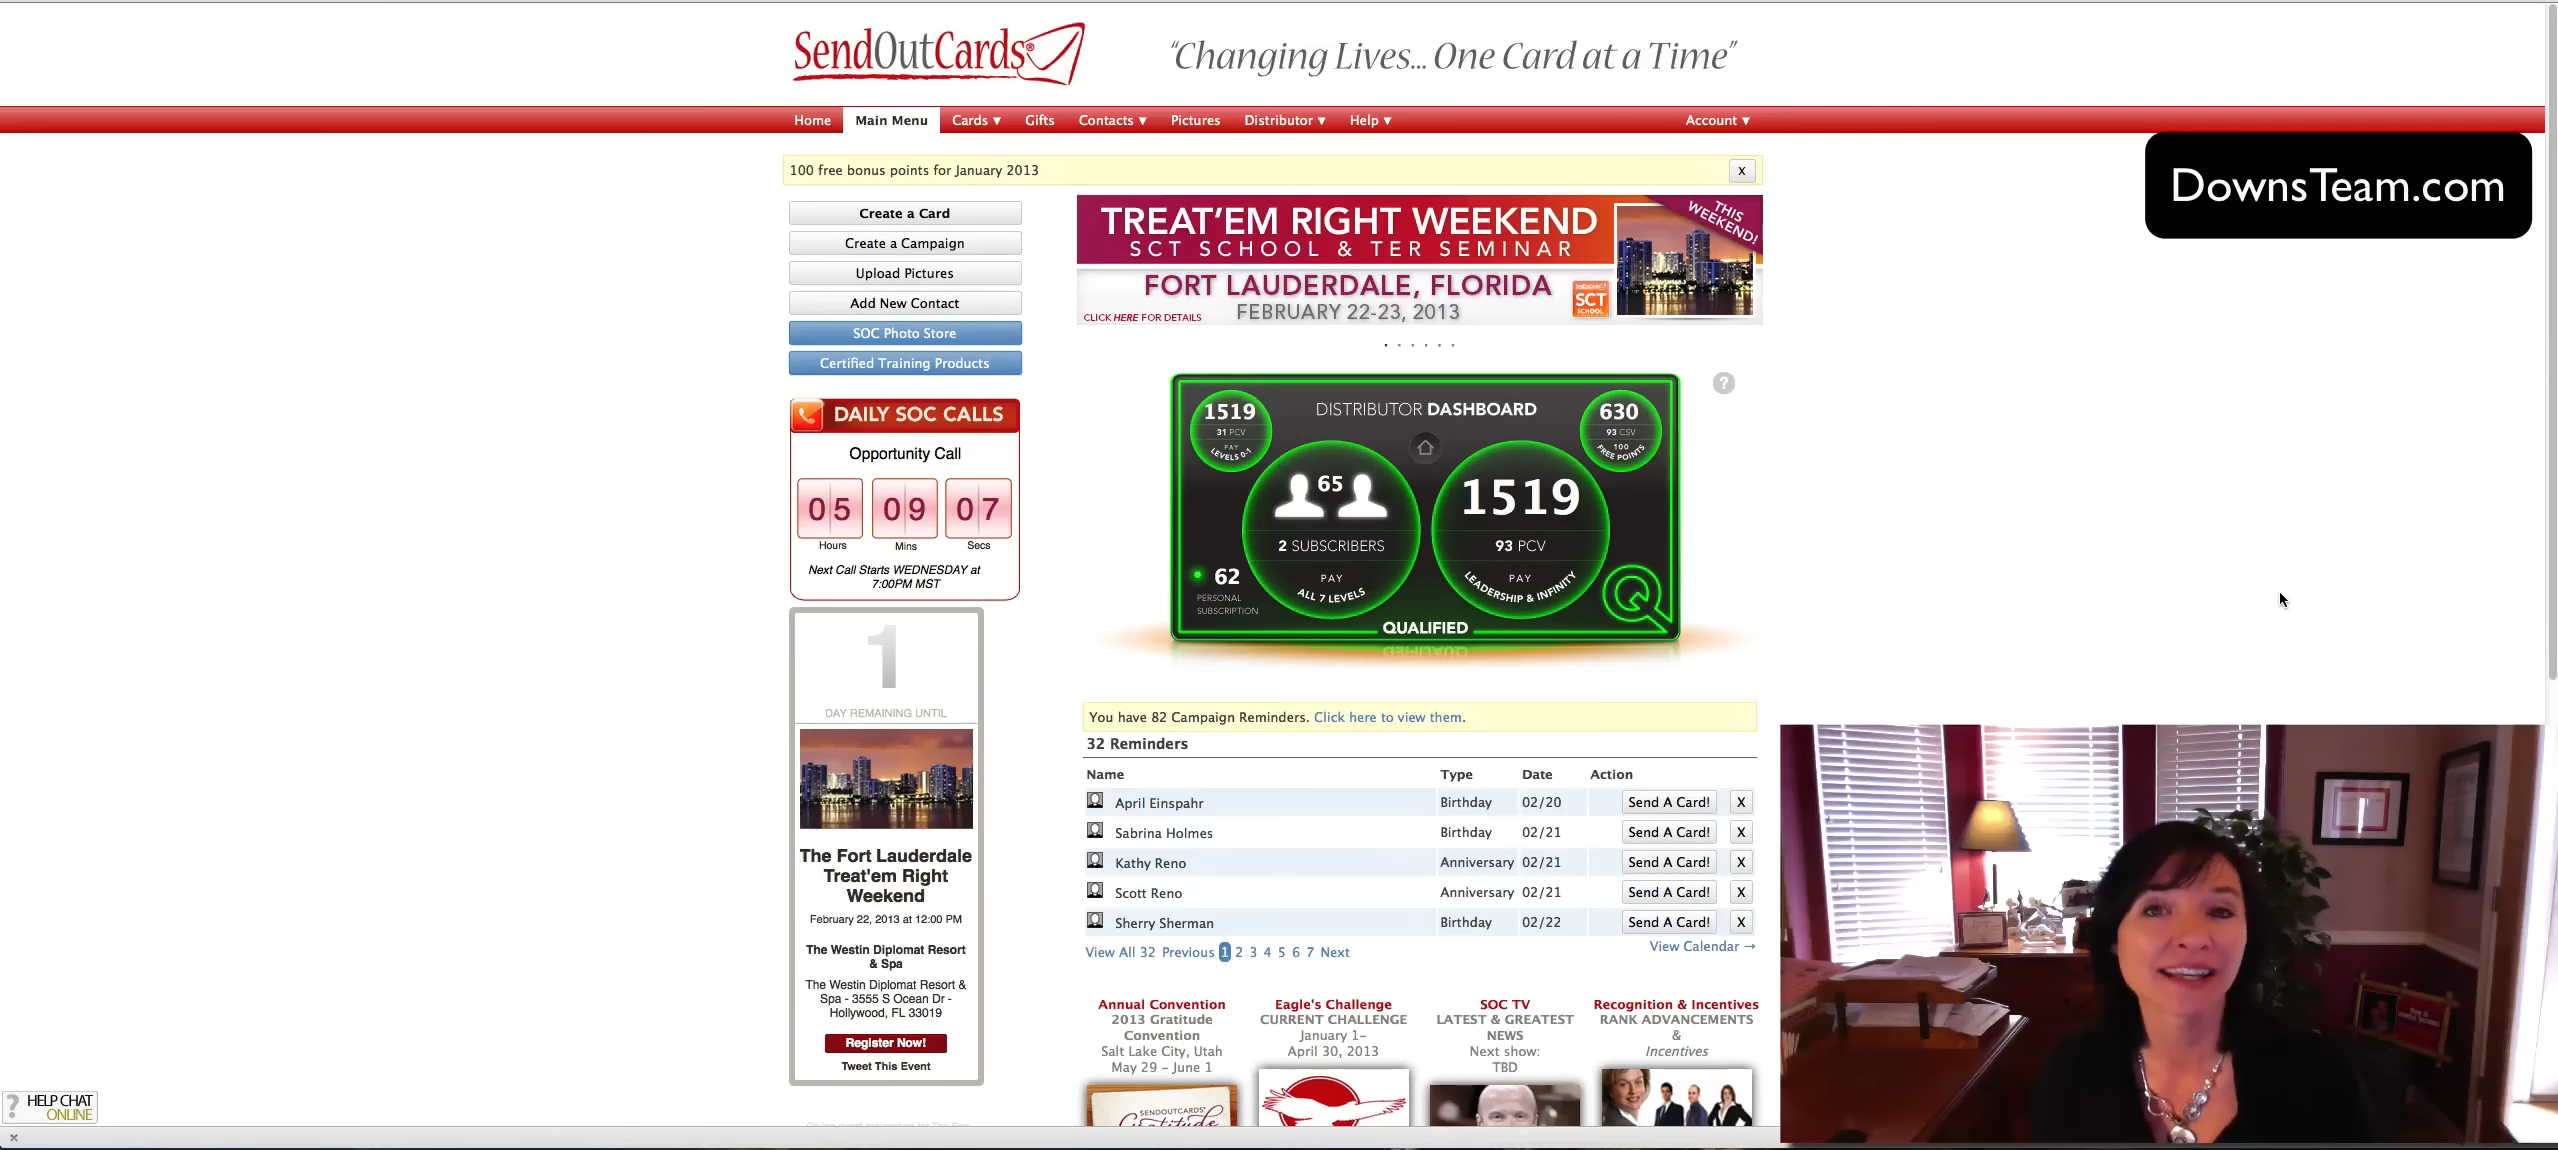 SendOutCards®
“Changing Lives... One Card at a Time”
Home Main Menu Cards ▼ Gifts Contacts ▼ Pictures Distributor ▼ Help ▼ Account ▼
DownsTeam.com
100 free bonus points for January 2013 X
Create a Card
Create a Campaign
Upload Pictures
Add New Contact
SOC Photo Store
Certified Training Products
TREAT'EM RIGHT WEEKEND
SCT SCHOOL & TER SEMINAR
THIS WEEKEND!
FORT LAUDERDALE, FLORIDA
FEBRUARY 22-23, 2013
CLICK HERE FOR DETAILS
SCT
SCHOOL
DAILY SOC CALLS
Opportunity Call
05 09 07
Hours Mins Secs
Next Call Starts WEDNESDAY at
7:00PM MST
DISTRIBUTOR DASHBOARD
?
1519
31 PCV
PAY
LEVELS 0-1
630
93 CSV
100
FREE POINTS
65
2 SUBSCRIBERS
PAY
ALL 7 LEVELS
1519
93 PCV
PAY
LEADERSHIP & INFINITY
62
PERSONAL
SUBSCRIPTION
Q
QUALIFIED
1
DAY REMAINING UNTIL
The Fort Lauderdale
Treat'em Right
Weekend
February 22, 2013 at 12:00 PM
The Westin Diplomat Resort
& Spa
The Westin Diplomat Resort &
Spa - 3555 S Ocean Dr -
Hollywood, FL 33019
Register Now!
Tweet This Event
You have 82 Campaign Reminders. Click here to view them.
32 Reminders
Name Type Date Action
April Einspahr Birthday 02/20 Send A Card! X
Sabrina Holmes Birthday 02/21 Send A Card! X
Kathy Reno Anniversary 02/21 Send A Card! X
Scott Reno Anniversary 02/21 Send A Card! X
Sherry Sherman Birthday 02/22 Send A Card! X
View All 32 Previous 1 2 3 4 5 6 7 Next
View Calendar →
Annual Convention
2013 Gratitude
Convention
Salt Lake City, Utah
May 29 - June 1
SENDOUTCARDS®
Gratitude
Eagle's Challenge
CURRENT CHALLENGE
January 1-
April 30, 2013
SOC TV
LATEST & GREATEST
NEWS
Next show:
TBD
Recognition & Incentives
RANK ADVANCEMENTS
&
Incentives
? HELP CHAT
ONLINE